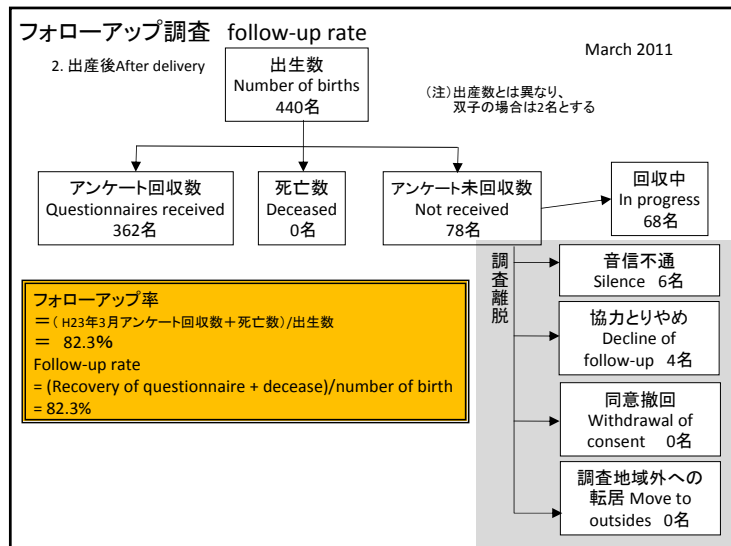 フォローアップ調査 follow-up rate
March 2011
2. 出産後After delivery
出生数
Number of births
440名
（注）出産数とは異なり、
双子の場合は2名とする
アンケート回収数
Questionnaires received
362名
死亡数
Deceased
0名
アンケート未回収数
Not received
78名
回収中
In progress
68名
調査離脱
音信不通
Silence 6名
協力とりやめ
Decline of
follow-up 4名
同意撤回
Withdrawal of
consent 0名
調査地域外への
転居 Move to
outsides 0名
フォローアップ率
＝（ H23年3月アンケート回収数＋死亡数）/出生数
＝ 82.3%
Follow-up rate
= (Recovery of questionnaire + decease)/number of birth
= 82.3%